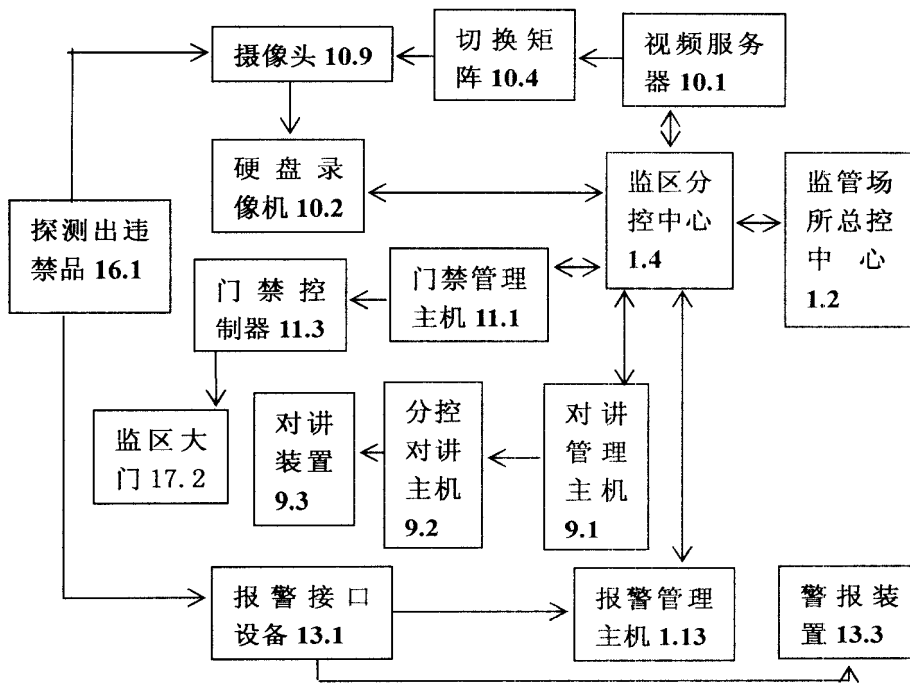 摄像头 10.9
切换矩
阵 10.4
视频服务
器 10.1
硬盘录
像机 10.2
监区分
控中心
1.4
监管场
所总控
中心
1.2
探测出违
禁品 16.1
门禁控
制器 11.3
门禁管理
主机 11.1
监区大
门 17.2
对讲
装置
9.3
分控
对讲
主机
9.2
对讲
管理
主机
9.1
报警接口
设备 13.1
报警管理
主机 1.13
警报装
置 13.3